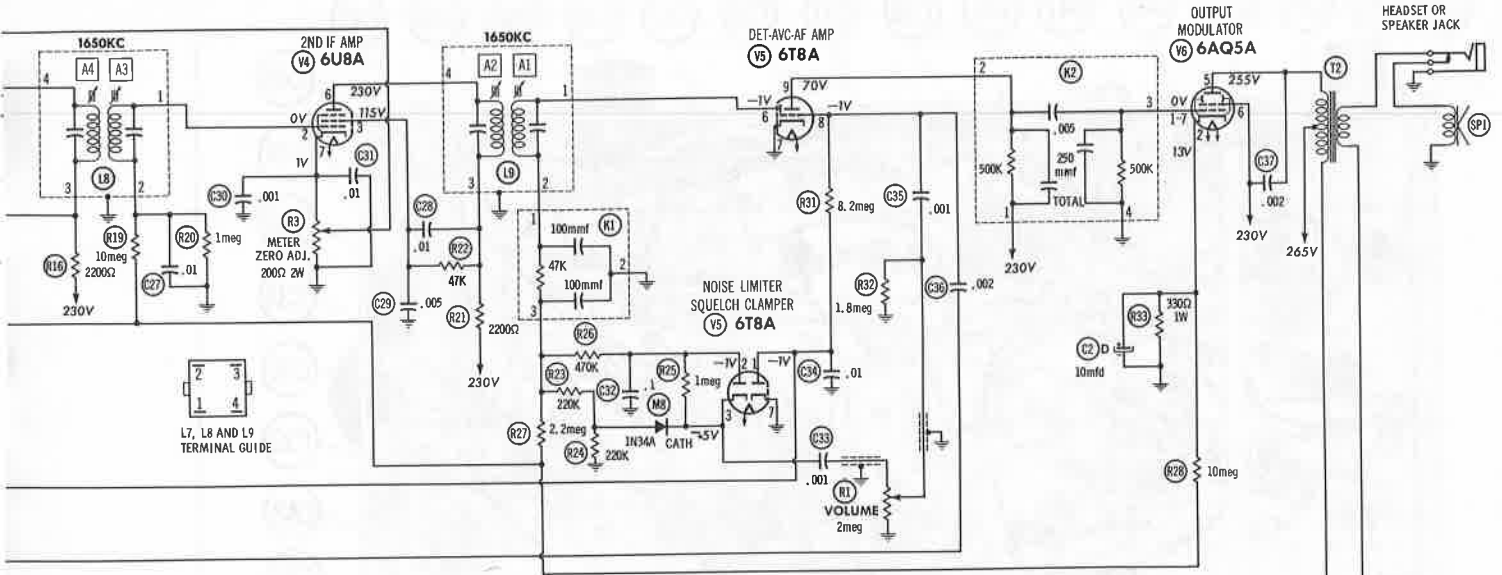 1650KC
A4
A3
4
1
3
2
L8
R16
2200Ω
230V
R19
10meg
R20
1meg
C27
.01
2ND IF AMP
V4 6U8A
6
230V
115V
0V
2
3
7
1V
C31
.01
C30
.001
R3
METER
ZERO ADJ.
200Ω 2W
C28
.01
R22
47K
C29
.005
R21
2200Ω
230V
1650KC
A2
A1
4
1
3
2
L9
K1
1
100mmf
47K
100mmf
2
3
R26
470K
R23
220K
C32
.1
R25
1meg
M8
1N34A
CATH
R27
2.2meg
R24
220K
NOISE LIMITER
SQUELCH CLAMPER
V5 6T8A
—1V
2
1
—1V
3
7
—.5V
C33
.001
R1
VOLUME
2meg
DET-AVC-AF AMP
V5 6T8A
9
70V
—1V
6
—1V
8
7
R31
8.2meg
C34
.01
C35
.001
R32
1.8meg
C36
.002
K2
2
3
.005
500K
250
mmf
500K
TOTAL
1
4
230V
OUTPUT
MODULATOR
V6 6AQ5A
5
255V
0V
1-7
6
2
13V
C37
.002
230V
265V
T2
HEADSET OR
SPEAKER JACK
SP1
330Ω
1W
R33
C2 D
10mfd
R28
10meg
2
3
1
4
L7, L8 AND L9
TERMINAL GUIDE